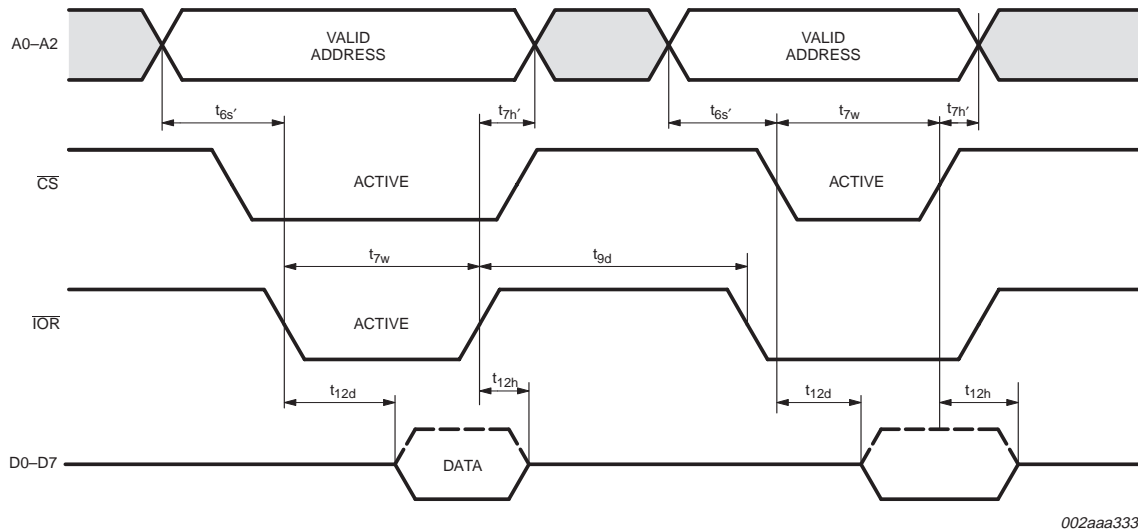 A0–A2
VALID
ADDRESS
VALID
ADDRESS
t6s′
t7h′
t6s′
t7w
t7h′
CS
ACTIVE
ACTIVE
t7w
t9d
IOR
ACTIVE
t12d
t12h
t12d
t12h
D0–D7
DATA
002aaa333